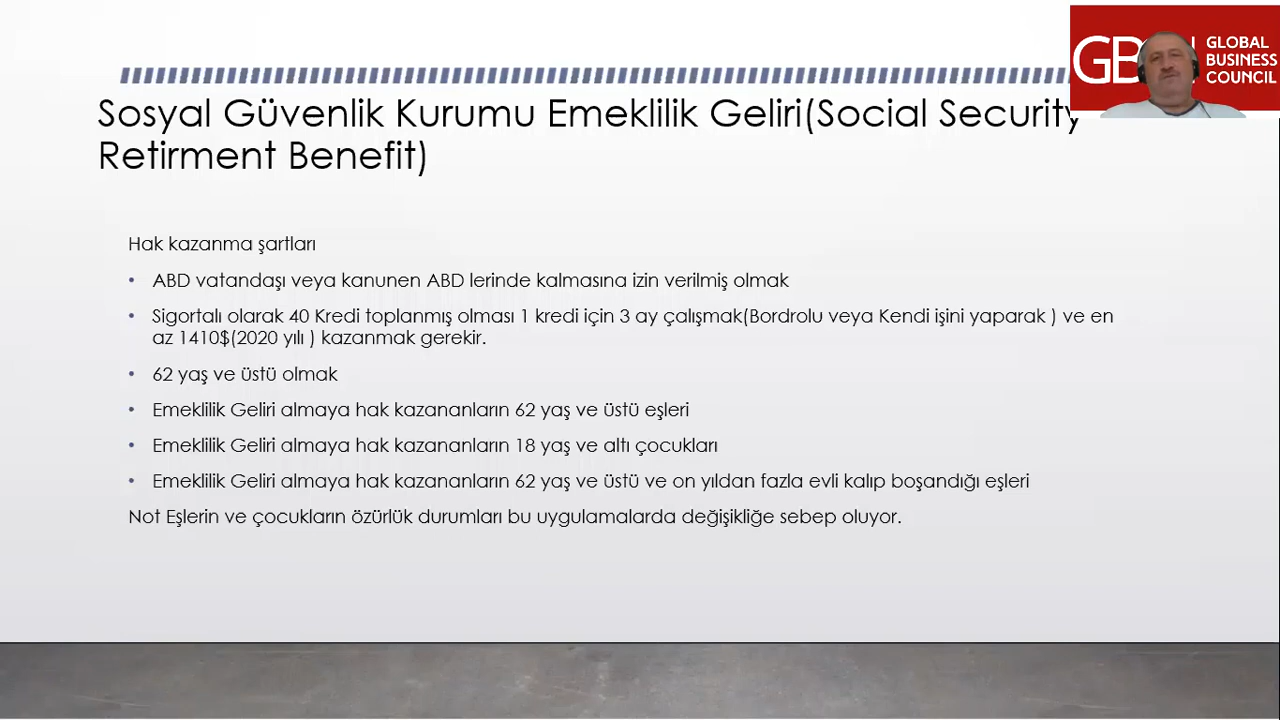 GBC
GLOBAL
BUSINESS
COUNCIL
Sosyal Güvenlik Kurumu Emeklilik Geliri(Social Security
Retirment Benefit)
Hak kazanma şartları
• ABD vatandaşı veya kanunen ABD lerinde kalmasına izin verilmiş olmak
• Sigortalı olarak 40 Kredi toplanmış olması 1 kredi için 3 ay çalışmak(Bordrolu veya Kendi işini yaparak ) ve en
az 1410$(2020 yılı ) kazanmak gerekir.
• 62 yaş ve üstü olmak
• Emeklilik Geliri almaya hak kazananların 62 yaş ve üstü eşleri
• Emeklilik Geliri almaya hak kazananların 18 yaş ve altı çocukları
• Emeklilik Geliri almaya hak kazananların 62 yaş ve üstü ve on yıldan fazla evli kalıp boşandığı eşleri
Not Eşlerin ve çocukların özürlük durumları bu uygulamalarda değişikliğe sebep oluyor.